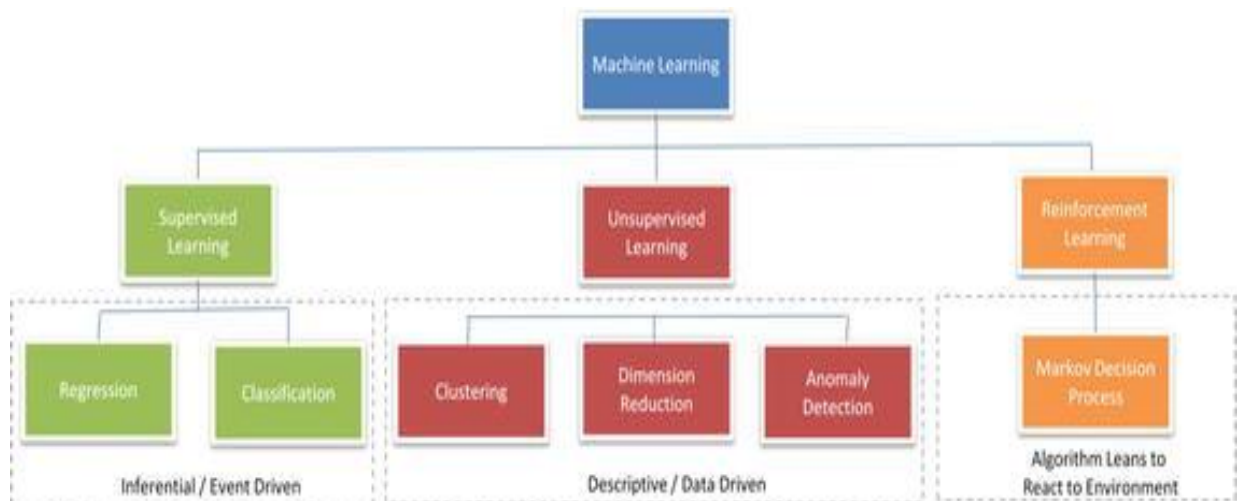 Machine Learning
Supervised
Learning
Unsupervised
Learning
Reinforcement
Learning
Regression
Classification
Clustering
Dimension
Reduction
Anomaly
Detection
Markov Decision
Process
Inferential / Event Driven
Descriptive / Data Driven
Algorithm Leans to
React to Environment